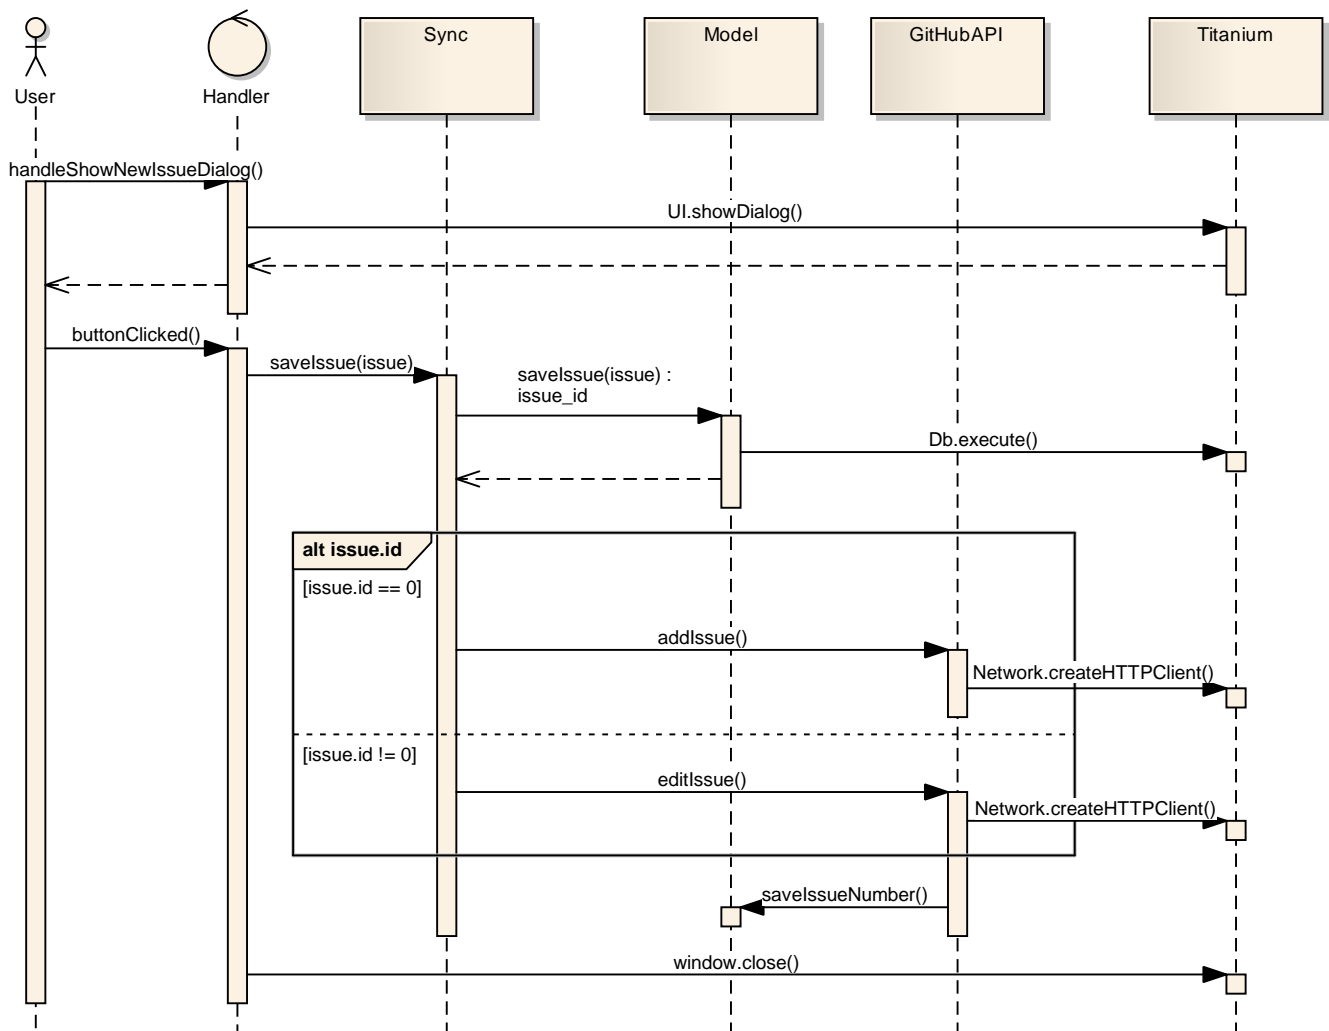 Sync
Model
GitHubAPI
Titanium
User
Handler
handleShowNewIssueDialog()
UI.showDialog()
buttonClicked()
saveIssue(issue)
saveIssue(issue) :
issue_id
Db.execute()
alt issue.id
[issue.id == 0]
addIssue()
Network.createHTTPClient()
[issue.id != 0]
editIssue()
Network.createHTTPClient()
saveIssueNumber()
window.close()